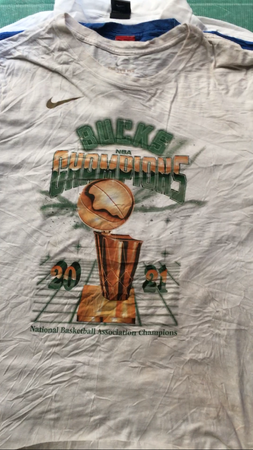 BUCKS
NBA
CHAMPIONS
20 21
National Basketball Association Champions